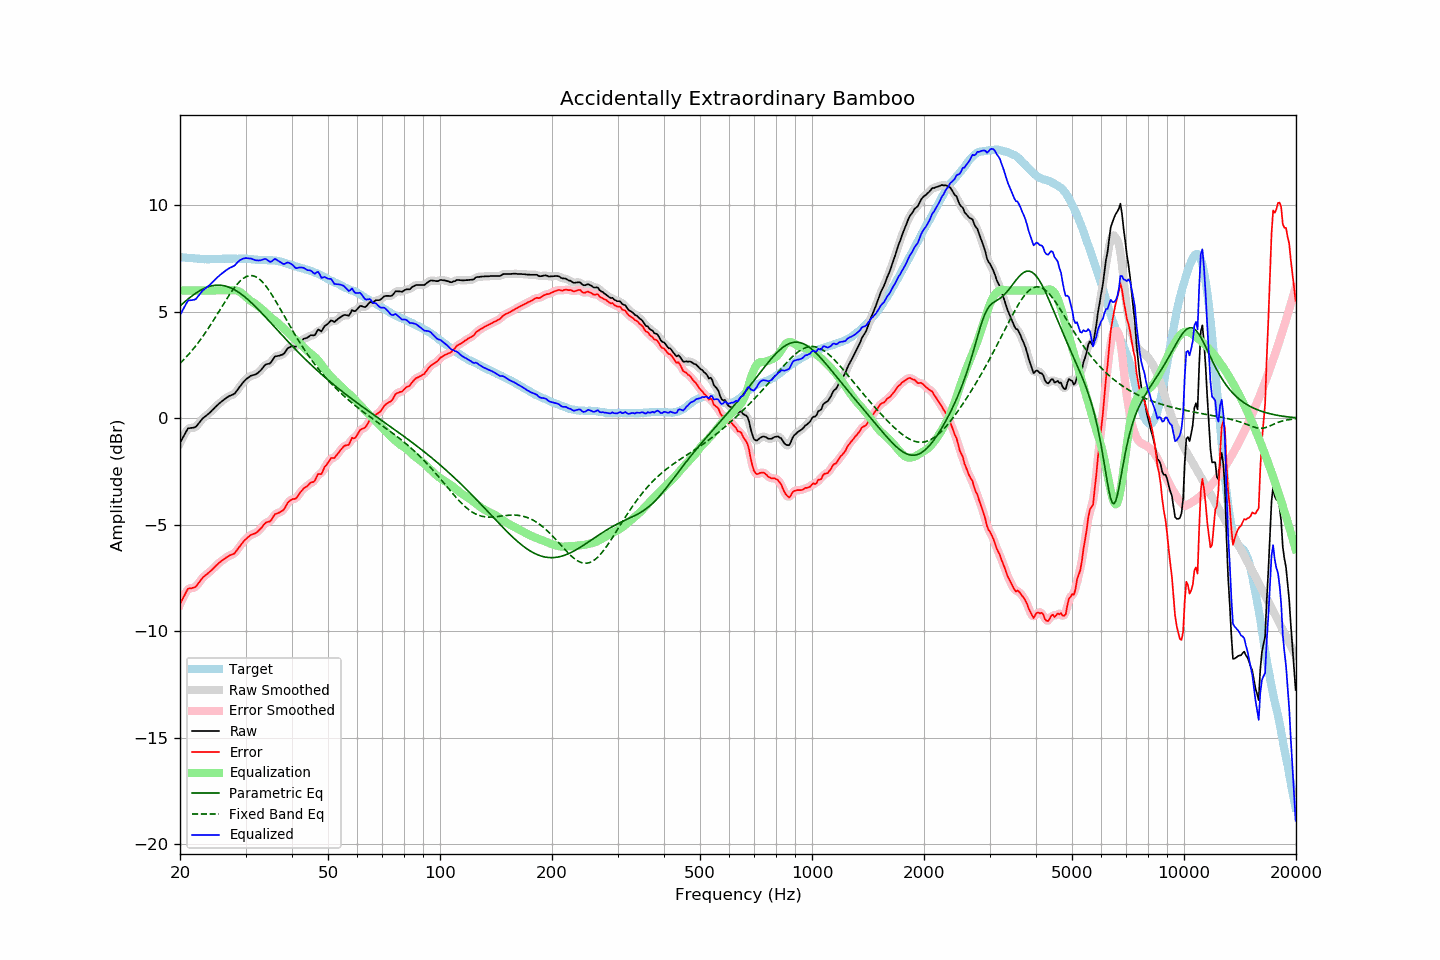 Accidentally Extraordinary Bamboo
Amplitude (dBr)
10
5
0
−5
−10
−15
−20
Target
Raw Smoothed
Error Smoothed
Raw
Error
Equalization
Parametric Eq
Fixed Band Eq
Equalized
20 50 100 200 500 1000 2000 5000 10000 20000
Frequency (Hz)